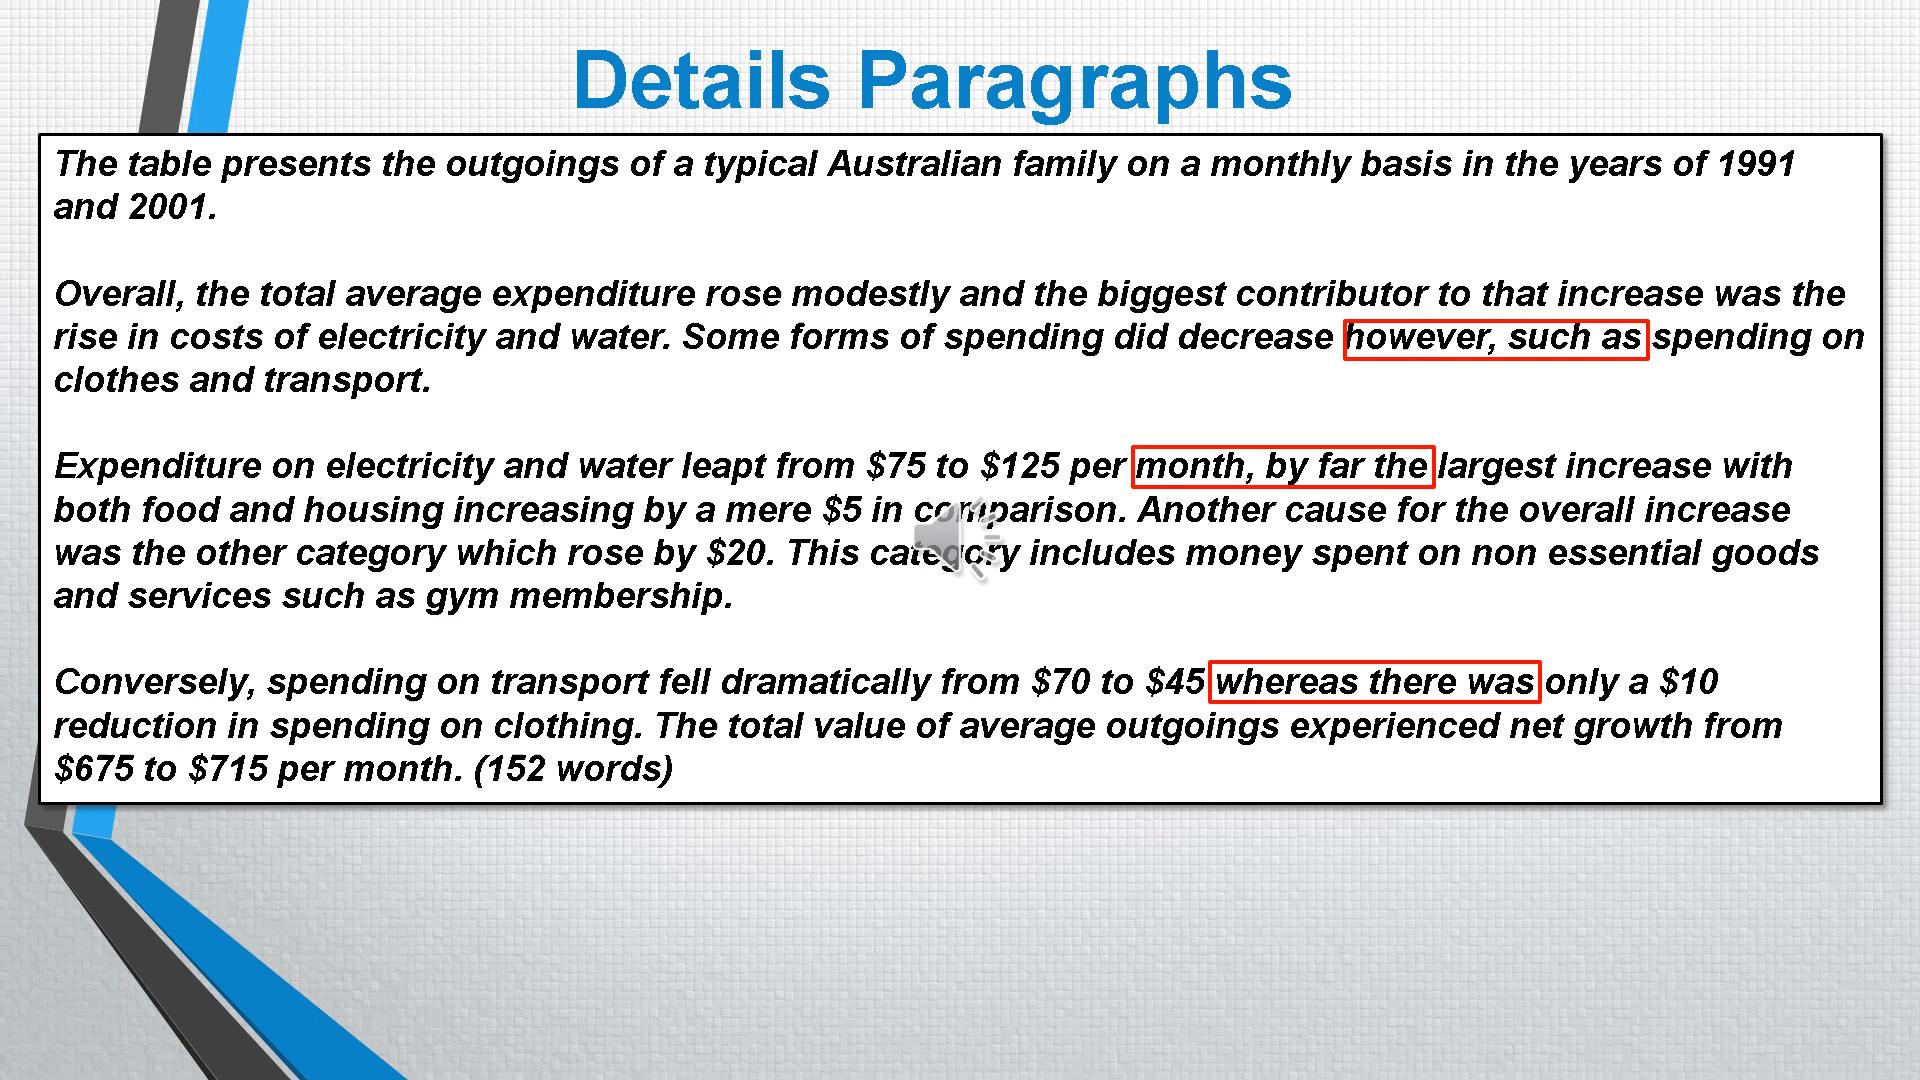 Details Paragraphs
The table presents the outgoings of a typical Australian family on a monthly basis in the years of 1991
and 2001.
Overall, the total average expenditure rose modestly and the biggest contributor to that increase was the
rise in costs of electricity and water. Some forms of spending did decrease however, such as spending on
clothes and transport.
Expenditure on electricity and water leapt from $75 to $125 per month, by far the largest increase with
both food and housing increasing by a mere $5 in comparison. Another cause for the overall increase
was the other category which rose by $20. This category includes money spent on non essential goods
and services such as gym membership.
Conversely, spending on transport fell dramatically from $70 to $45 whereas there was only a $10
reduction in spending on clothing. The total value of average outgoings experienced net growth from
$675 to $715 per month. (152 words)